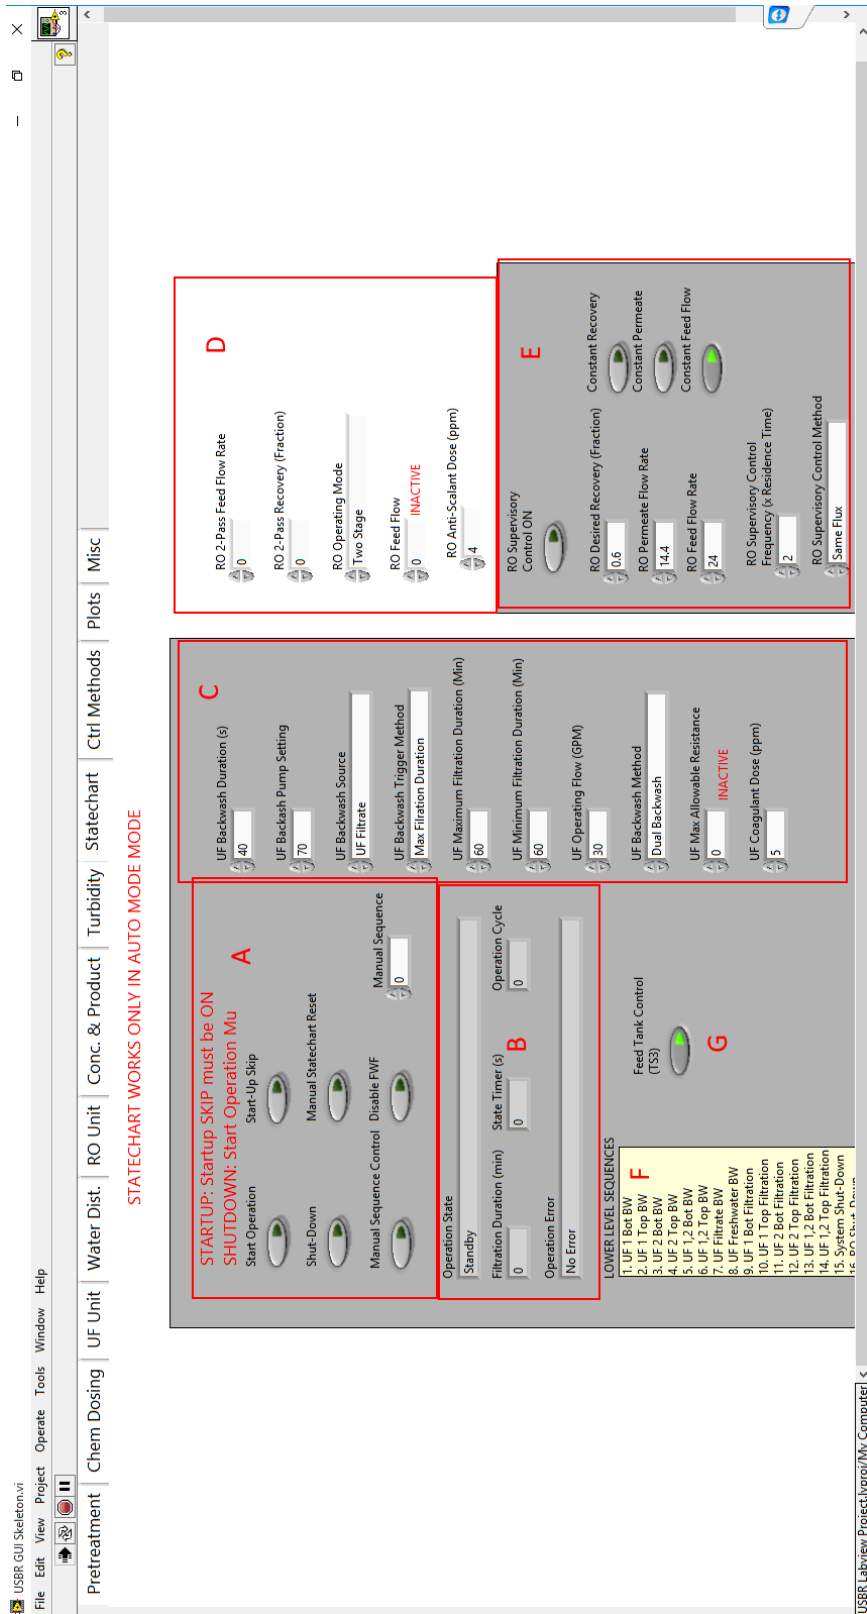 USBR GUI Skeleton.vi
File Edit View Project Operate Tools Window Help
Pretreatment Chem Dosing UF Unit Water Dist. RO Unit Conc. & Product Turbidity Statechart Ctrl Methods Plots Misc
STATECHART WORKS ONLY IN AUTO MODE MODE
STARTUP: Startup SKIP must be ON
SHUTDOWN: Start Operation Mu
A
Start Operation
Start-Up Skip
Shut-Down
Manual Statechart Reset
Manual Sequence Control
Disable FWF
Manual Sequence
0
Operation State
Standby
Filtration Duration (min)
0
State Timer (s)
0
B
Operation Cycle
0
Operation Error
No Error
LOWER LEVEL SEQUENCES
F
1. UF 1 Bot BW
2. UF 1 Top BW
3. UF 2 Bot BW
4. UF 2 Top BW
5. UF 1,2 Bot BW
6. UF 1,2 Top BW
7. UF Filtrate BW
8. UF Freshwater BW
9. UF 1 Bot Filtration
10. UF 1 Top Filtration
11. UF 2 Bot Filtration
12. UF 2 Top Filtration
13. UF 1,2 Bot Filtration
14. UF 1,2 Top Filtration
15. System Shut-Down
16. RO Shut-Down
Feed Tank Control
(TS3)
G
C
UF Backwash Duration (s)
40
UF Backash Pump Setting
70
UF Backwash Source
UF Filtrate
UF Backwash Trigger Method
Max Filration Duration
UF Maximum Filtration Duration (Min)
60
UF Minimum Filtration Duration (Min)
60
UF Operating Flow (GPM)
30
UF Backwash Method
Dual Backwash
UF Max Allowable Resistance
0 INACTIVE
UF Coagulant Dose (ppm)
5
D
RO 2-Pass Feed Flow Rate
0
RO 2-Pass Recovery (Fraction)
0
RO Operating Mode
Two Stage
RO Feed Flow
0 INACTIVE
RO Anti-Scalant Dose (ppm)
4
E
RO Supervisory
Control ON
RO Desired Recovery (Fraction)
0.6
Constant Recovery
RO Permeate Flow Rate
14.4
Constant Permeate
RO Feed Flow Rate
24
Constant Feed Flow
RO Supervisory Control
Frequency (x Residence Time)
2
RO Supervisory Control Method
Same Flux
USBR Labview Project.lvproj/My Computer